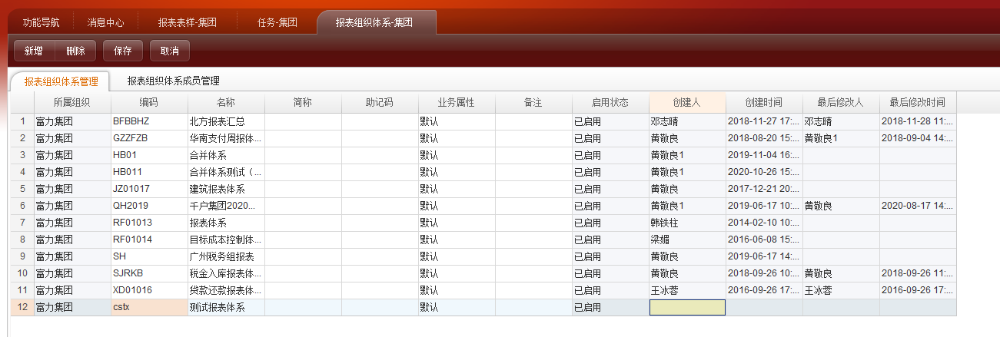 功能导航 消息中心 报表表样-集团 任务-集团 报表组织体系-集团
新增 删除 保存 取消
报表组织体系管理 报表组织体系成员管理
所属组织 编码 名称 简称 助记码 业务属性 备注 启用状态 创建人 创建时间 最后修改人 最后修改时间
1 富力集团 BFBBHZ 北方报表汇总 默认 已启用 邓志晴 2018-11-27 17:... 邓志晴 2018-11-28 11:...
2 富力集团 GZZFZB 华南支付周报体... 默认 已启用 黄敬良 2018-08-20 15:... 黄敬良1 2018-09-04 14:...
3 富力集团 HB01 合并体系 默认 已启用 黄敬良1 2019-11-04 16:...
4 富力集团 HB011 合并体系测试（... 默认 已启用 黄敬良1 2020-10-26 15:...
5 富力集团 JZ01017 建筑报表体系 默认 已启用 黄敬良 2017-12-21 20:...
6 富力集团 QH2019 千户集团2020... 默认 已启用 黄敬良1 2019-06-17 10:... 黄敬良 2020-08-17 14:...
7 富力集团 RF01013 报表体系 默认 已启用 韩铁柱 2014-02-10 10:...
8 富力集团 RF01014 目标成本控制体... 默认 已启用 梁媚 2016-06-08 15:...
9 富力集团 SH 广州税务组报表 默认 已启用 黄敬良 2019-06-17 14:...
10 富力集团 SJRKB 税金入库报表体... 默认 已启用 黄敬良 2018-09-26 10:... 黄敬良 2018-09-26 11:...
11 富力集团 XD01016 贷款还款报表体... 默认 已启用 王冰蓉 2016-09-26 17:... 王冰蓉 2016-09-26 17:...
12 富力集团 cstx 测试报表体系 默认 已启用